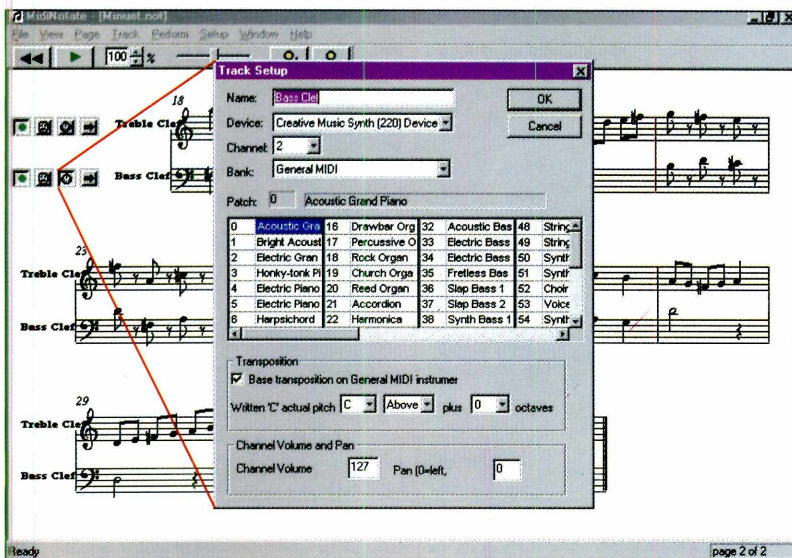 MidiNotate - [Minuet.not]
File View Page Track Perform Setup Window Help
100 %
Track Setup
Name: Bass Clef
OK
Device: Creative Music Synth (220) Device
Cancel
Channel: 2
Bank: General MIDI
Patch: 0 Acoustic Grand Piano
0 Acoustic Gra 16 Drawbar Org 32 Acoustic Bas 48 String
1 Bright Acoust 17 Percussive O 33 Electric Bass 49 String
2 Electric Gran 18 Rock Organ 34 Electric Bass 50 Synth
3 Honky-tonk Pi 19 Church Orga 35 Fretless Bas 51 Synth
4 Electric Piano 20 Reed Organ 36 Slap Bass 1 52 Choir
5 Electric Piano 21 Accordion 37 Slap Bass 2 53 Voice
6 Harpsichord 22 Harmonica 38 Synth Bass 1 54 Synth
Transposition
Base transposition on General MIDI instrumer
Written 'C' actual pitch C Above plus 0 octaves
Channel Volume and Pan
Channel Volume 127 Pan (0=left, 0
18
Treble Clef
Bass Clef
23
Treble Clef
Bass Clef
29
Treble Clef
Bass Clef
Ready
page 2 of 2